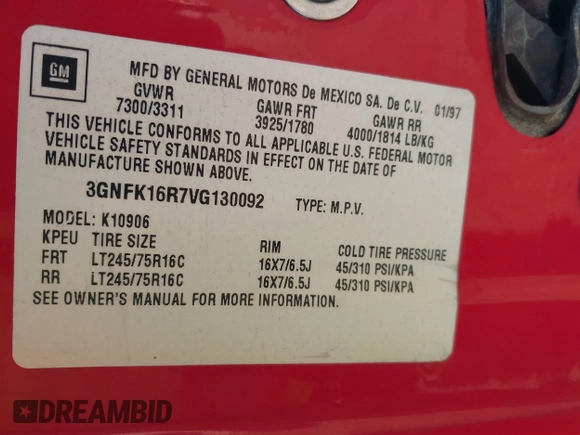 GM
MFD BY GENERAL MOTORS De MEXICO SA. De C.V. 01/97
GVWR GAWR FRT GAWR RR
7300/3311 3925/1780 4000/1814 LB/KG
THIS VEHICLE CONFORMS TO ALL APPLICABLE U.S. FEDERAL MOTOR
VEHICLE SAFETY STANDARDS IN EFFECT ON THE DATE OF
MANUFACTURE SHOWN ABOVE.
3GNFK16R7VG130092 TYPE: M.P.V.
MODEL: K10906
KPEU TIRE SIZE RIM COLD TIRE PRESSURE
FRT LT245/75R16C 16X7/6.5J 45/310 PSI/KPA
RR LT245/75R16C 16X7/6.5J 45/310 PSI/KPA
SEE OWNER'S MANUAL FOR MORE INFORMATION.
DREAMBID